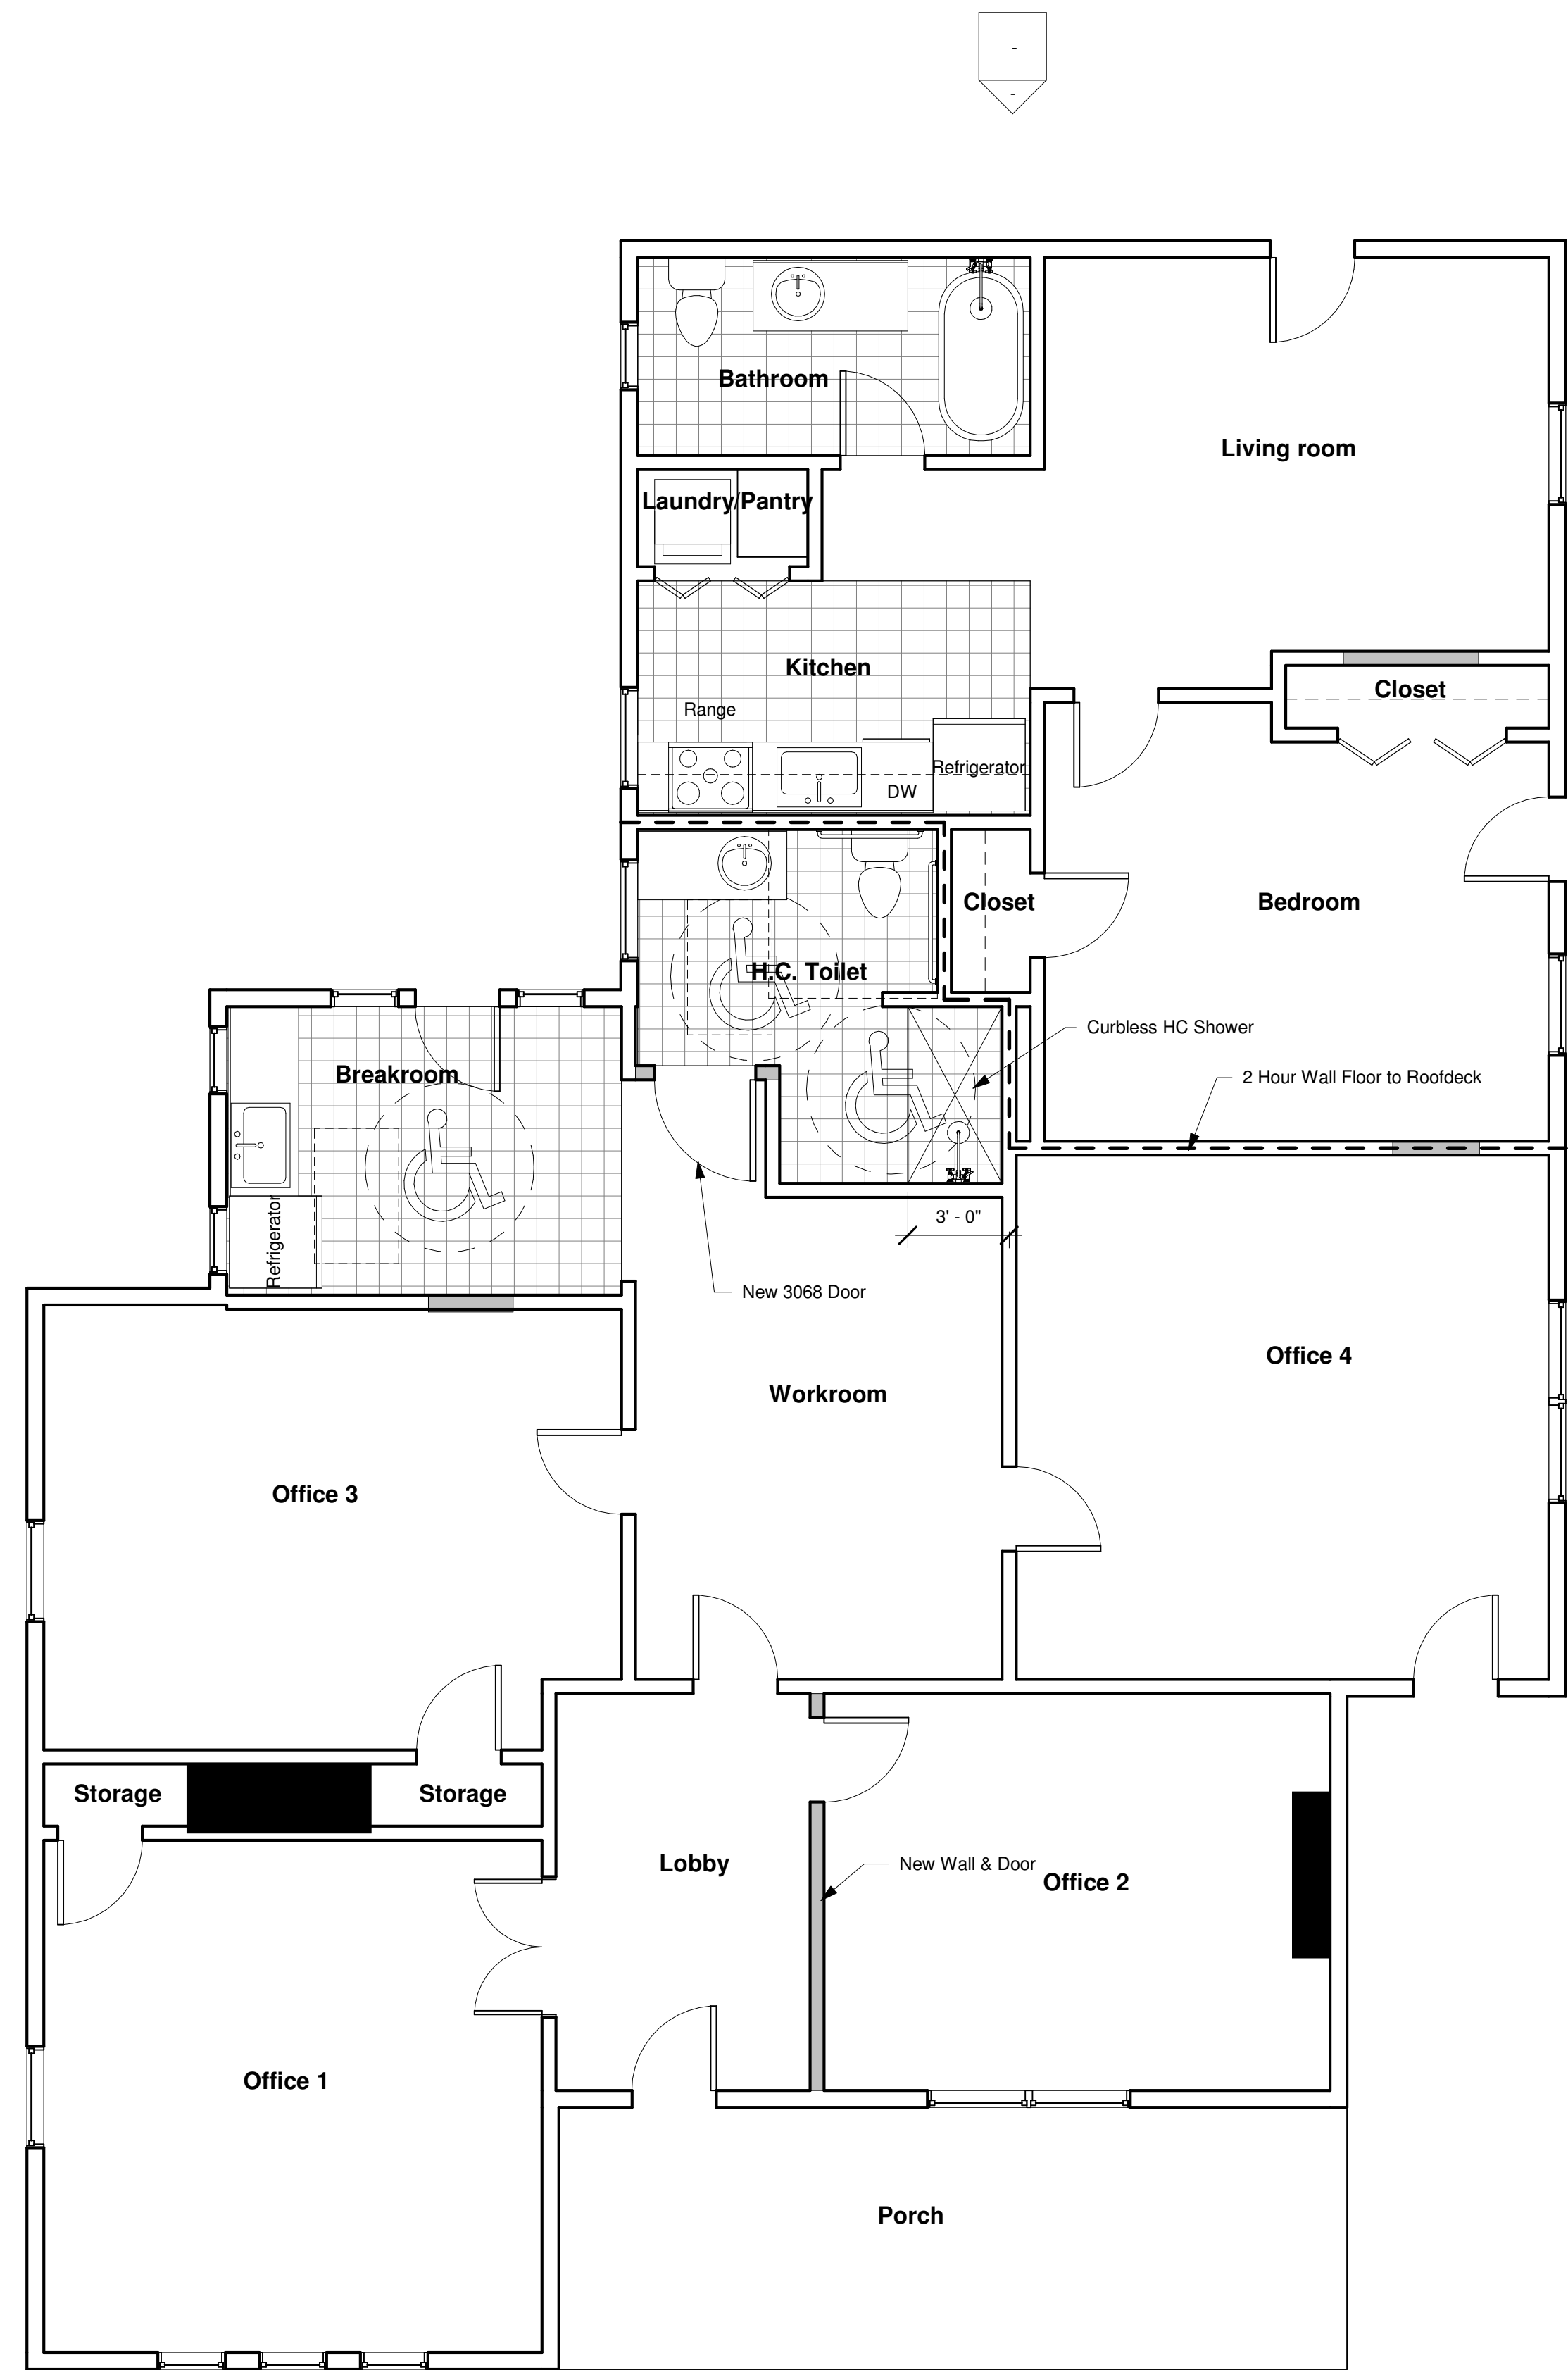 -
-
Bathroom
Living room
Laundry/Pantry
Kitchen
Closet
Range
Refrigerator
DW
Closet
Bedroom
H.C. Toilet
Curbless HC Shower
Breakroom
2 Hour Wall Floor to Roofdeck
3' - 0"
Refrigerator
New 3068 Door
Office 4
Workroom
Office 3
Storage
Storage
Lobby
New Wall & Door
Office 2
Office 1
Porch